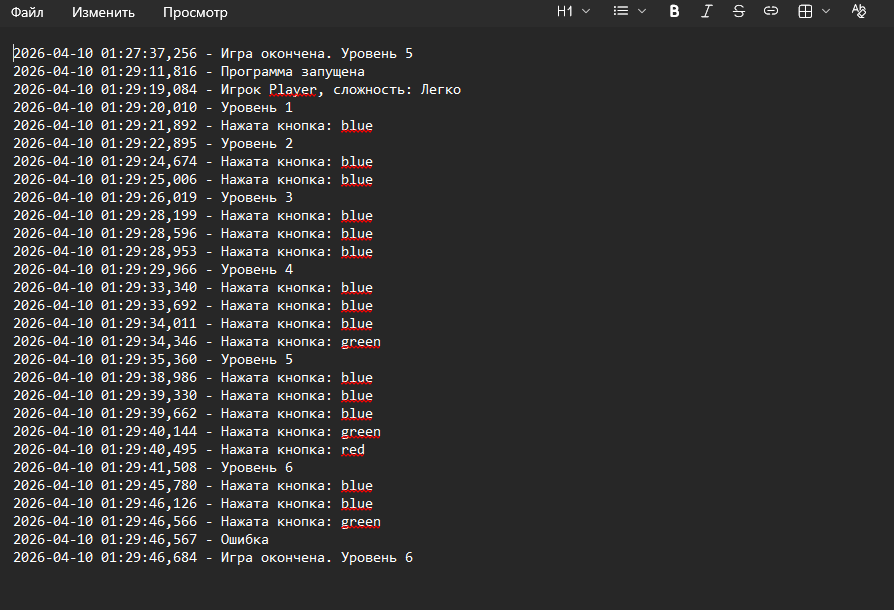 Файл Изменить Просмотр H1 B I S
2026-04-10 01:27:37,256 - Игра окончена. Уровень 5
2026-04-10 01:29:11,816 - Программа запущена
2026-04-10 01:29:19,084 - Игрок Player, сложность: Легко
2026-04-10 01:29:20,010 - Уровень 1
2026-04-10 01:29:21,892 - Нажата кнопка: blue
2026-04-10 01:29:22,895 - Уровень 2
2026-04-10 01:29:24,674 - Нажата кнопка: blue
2026-04-10 01:29:25,006 - Нажата кнопка: blue
2026-04-10 01:29:26,019 - Уровень 3
2026-04-10 01:29:28,199 - Нажата кнопка: blue
2026-04-10 01:29:28,596 - Нажата кнопка: blue
2026-04-10 01:29:28,953 - Нажата кнопка: blue
2026-04-10 01:29:29,966 - Уровень 4
2026-04-10 01:29:33,340 - Нажата кнопка: blue
2026-04-10 01:29:33,692 - Нажата кнопка: blue
2026-04-10 01:29:34,011 - Нажата кнопка: blue
2026-04-10 01:29:34,346 - Нажата кнопка: green
2026-04-10 01:29:35,360 - Уровень 5
2026-04-10 01:29:38,986 - Нажата кнопка: blue
2026-04-10 01:29:39,330 - Нажата кнопка: blue
2026-04-10 01:29:39,662 - Нажата кнопка: blue
2026-04-10 01:29:40,144 - Нажата кнопка: green
2026-04-10 01:29:40,495 - Нажата кнопка: red
2026-04-10 01:29:41,508 - Уровень 6
2026-04-10 01:29:45,780 - Нажата кнопка: blue
2026-04-10 01:29:46,126 - Нажата кнопка: blue
2026-04-10 01:29:46,566 - Нажата кнопка: green
2026-04-10 01:29:46,567 - Ошибка
2026-04-10 01:29:46,684 - Игра окончена. Уровень 6